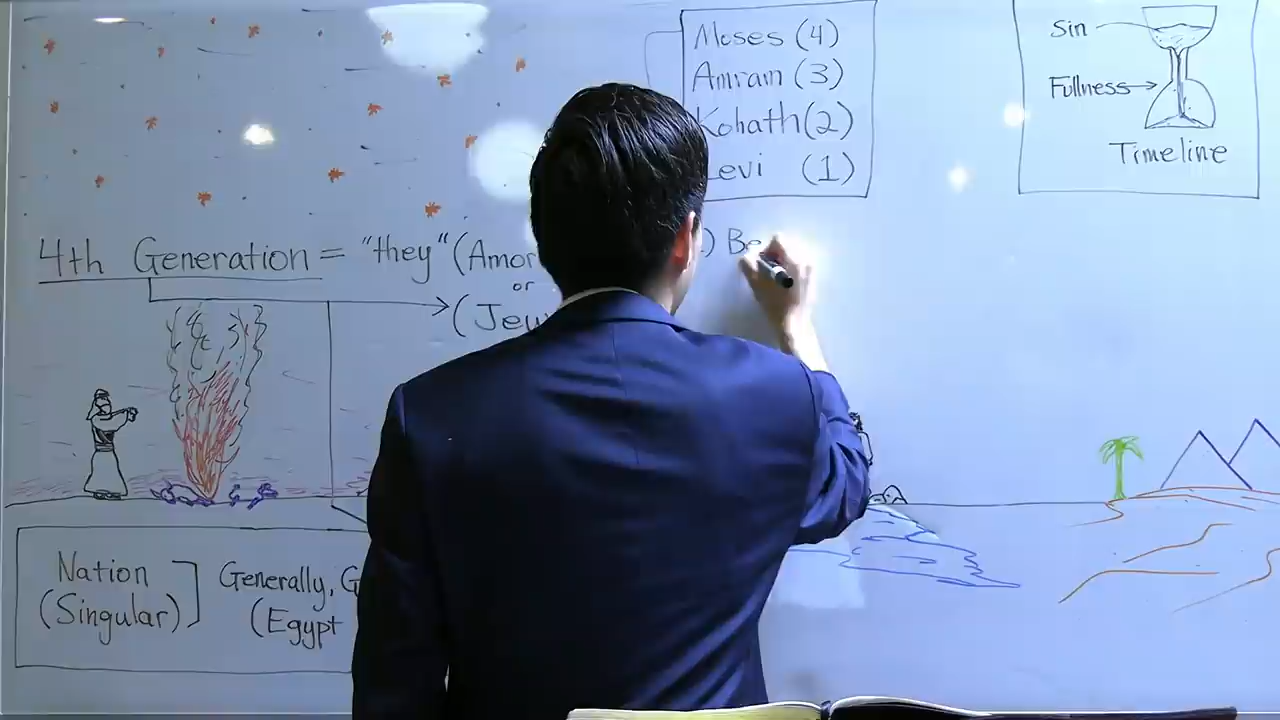 Moses (4)
Amram (3)
Kohath (2)
Levi (1)
Sin
Fullness
Timeline
4th Generation = "they" (Amor ) Be
or
(Jew
Nation
(Singular)
Generally, G
(Egypt